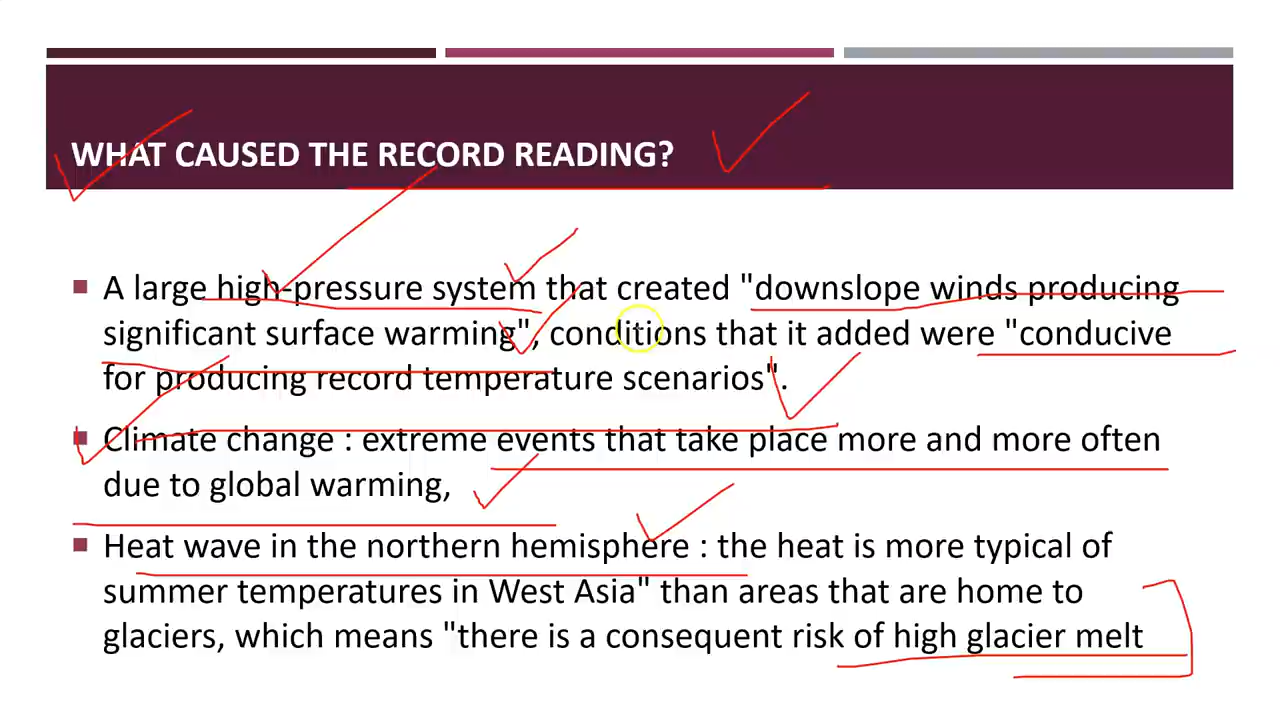 WHAT CAUSED THE RECORD READING?
A large high-pressure system that created "downslope winds producing
significant surface warming", conditions that it added were "conducive
for producing record temperature scenarios".
Climate change : extreme events that take place more and more often
due to global warming,
Heat wave in the northern hemisphere : the heat is more typical of
summer temperatures in West Asia" than areas that are home to
glaciers, which means "there is a consequent risk of high glacier melt